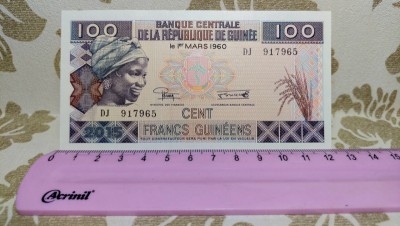 100
BANQUE CENTRALE
DE LA RÉPUBLIQUE DE GUINÉE
le 1er MARS 1960
100
DJ 917965
DJ 917965
CENT
2015
FRANCS GUINÉENS
0 1 2 3 4 5 6 7 8 9 10 11 12 13 14 15
Acrinil